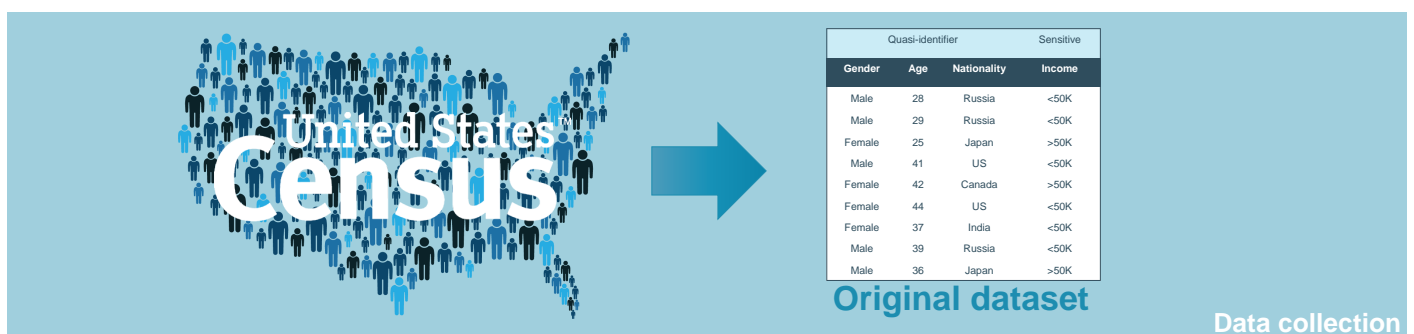 United States™
Census
Quasi-identifier Sensitive
Gender Age Nationality Income
Male 28 Russia <50K
Male 29 Russia <50K
Female 25 Japan >50K
Male 41 US <50K
Female 42 Canada >50K
Female 44 US <50K
Female 37 India <50K
Male 39 Russia <50K
Male 36 Japan >50K
Original dataset
Data collection